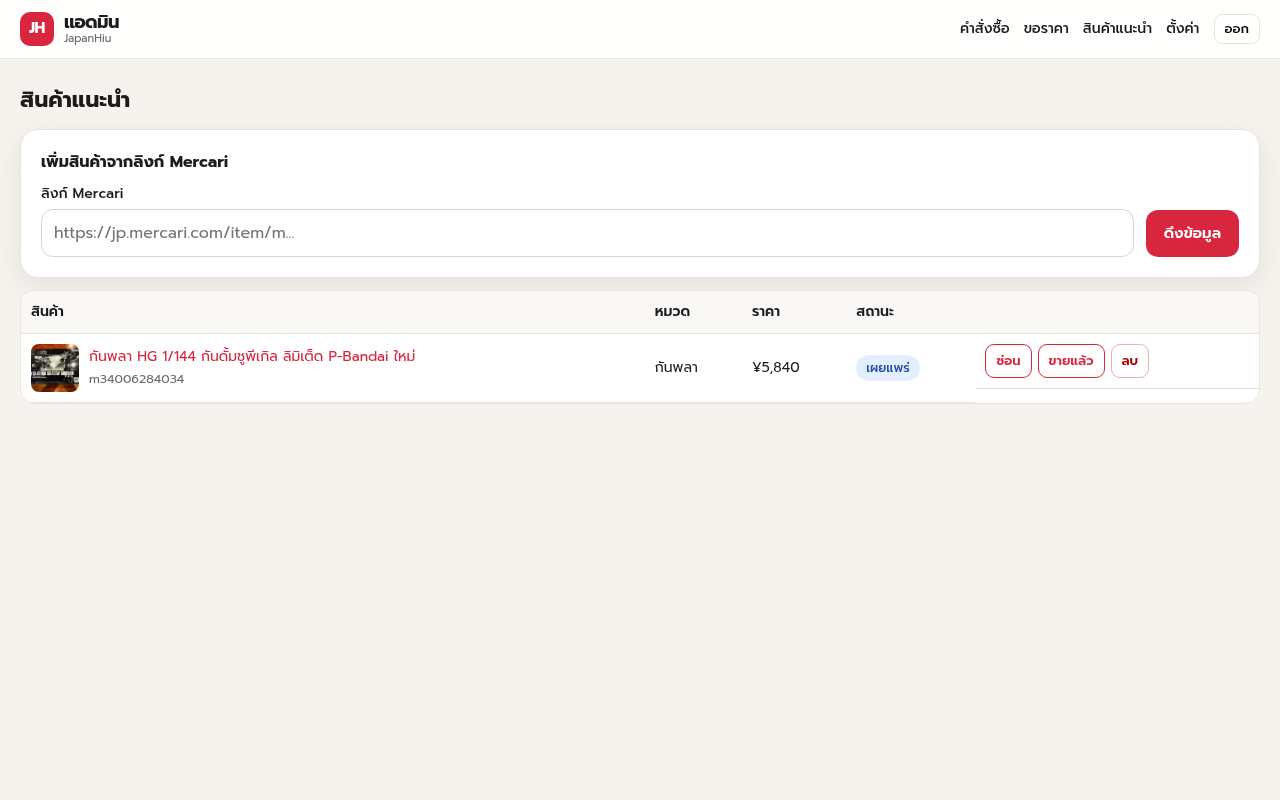 JH
แอดมิน
JapanHiu
คำสั่งซื้อ ขอราคา สินค้าแนะนำ ตั้งค่า ออก
สินค้าแนะนำ
เพิ่มสินค้าจากลิงก์ Mercari
ลิงก์ Mercari
https://jp.mercari.com/item/m...
ดึงข้อมูล
สินค้า หมวด ราคา สถานะ
กันพลา HG 1/144 กันดั้มชูพีเกิล ลิมิเต็ด P-Bandai ใหม่
m34006284034
กันพลา ¥5,840 เผยแพร่ ซ่อน ขายแล้ว ลบ